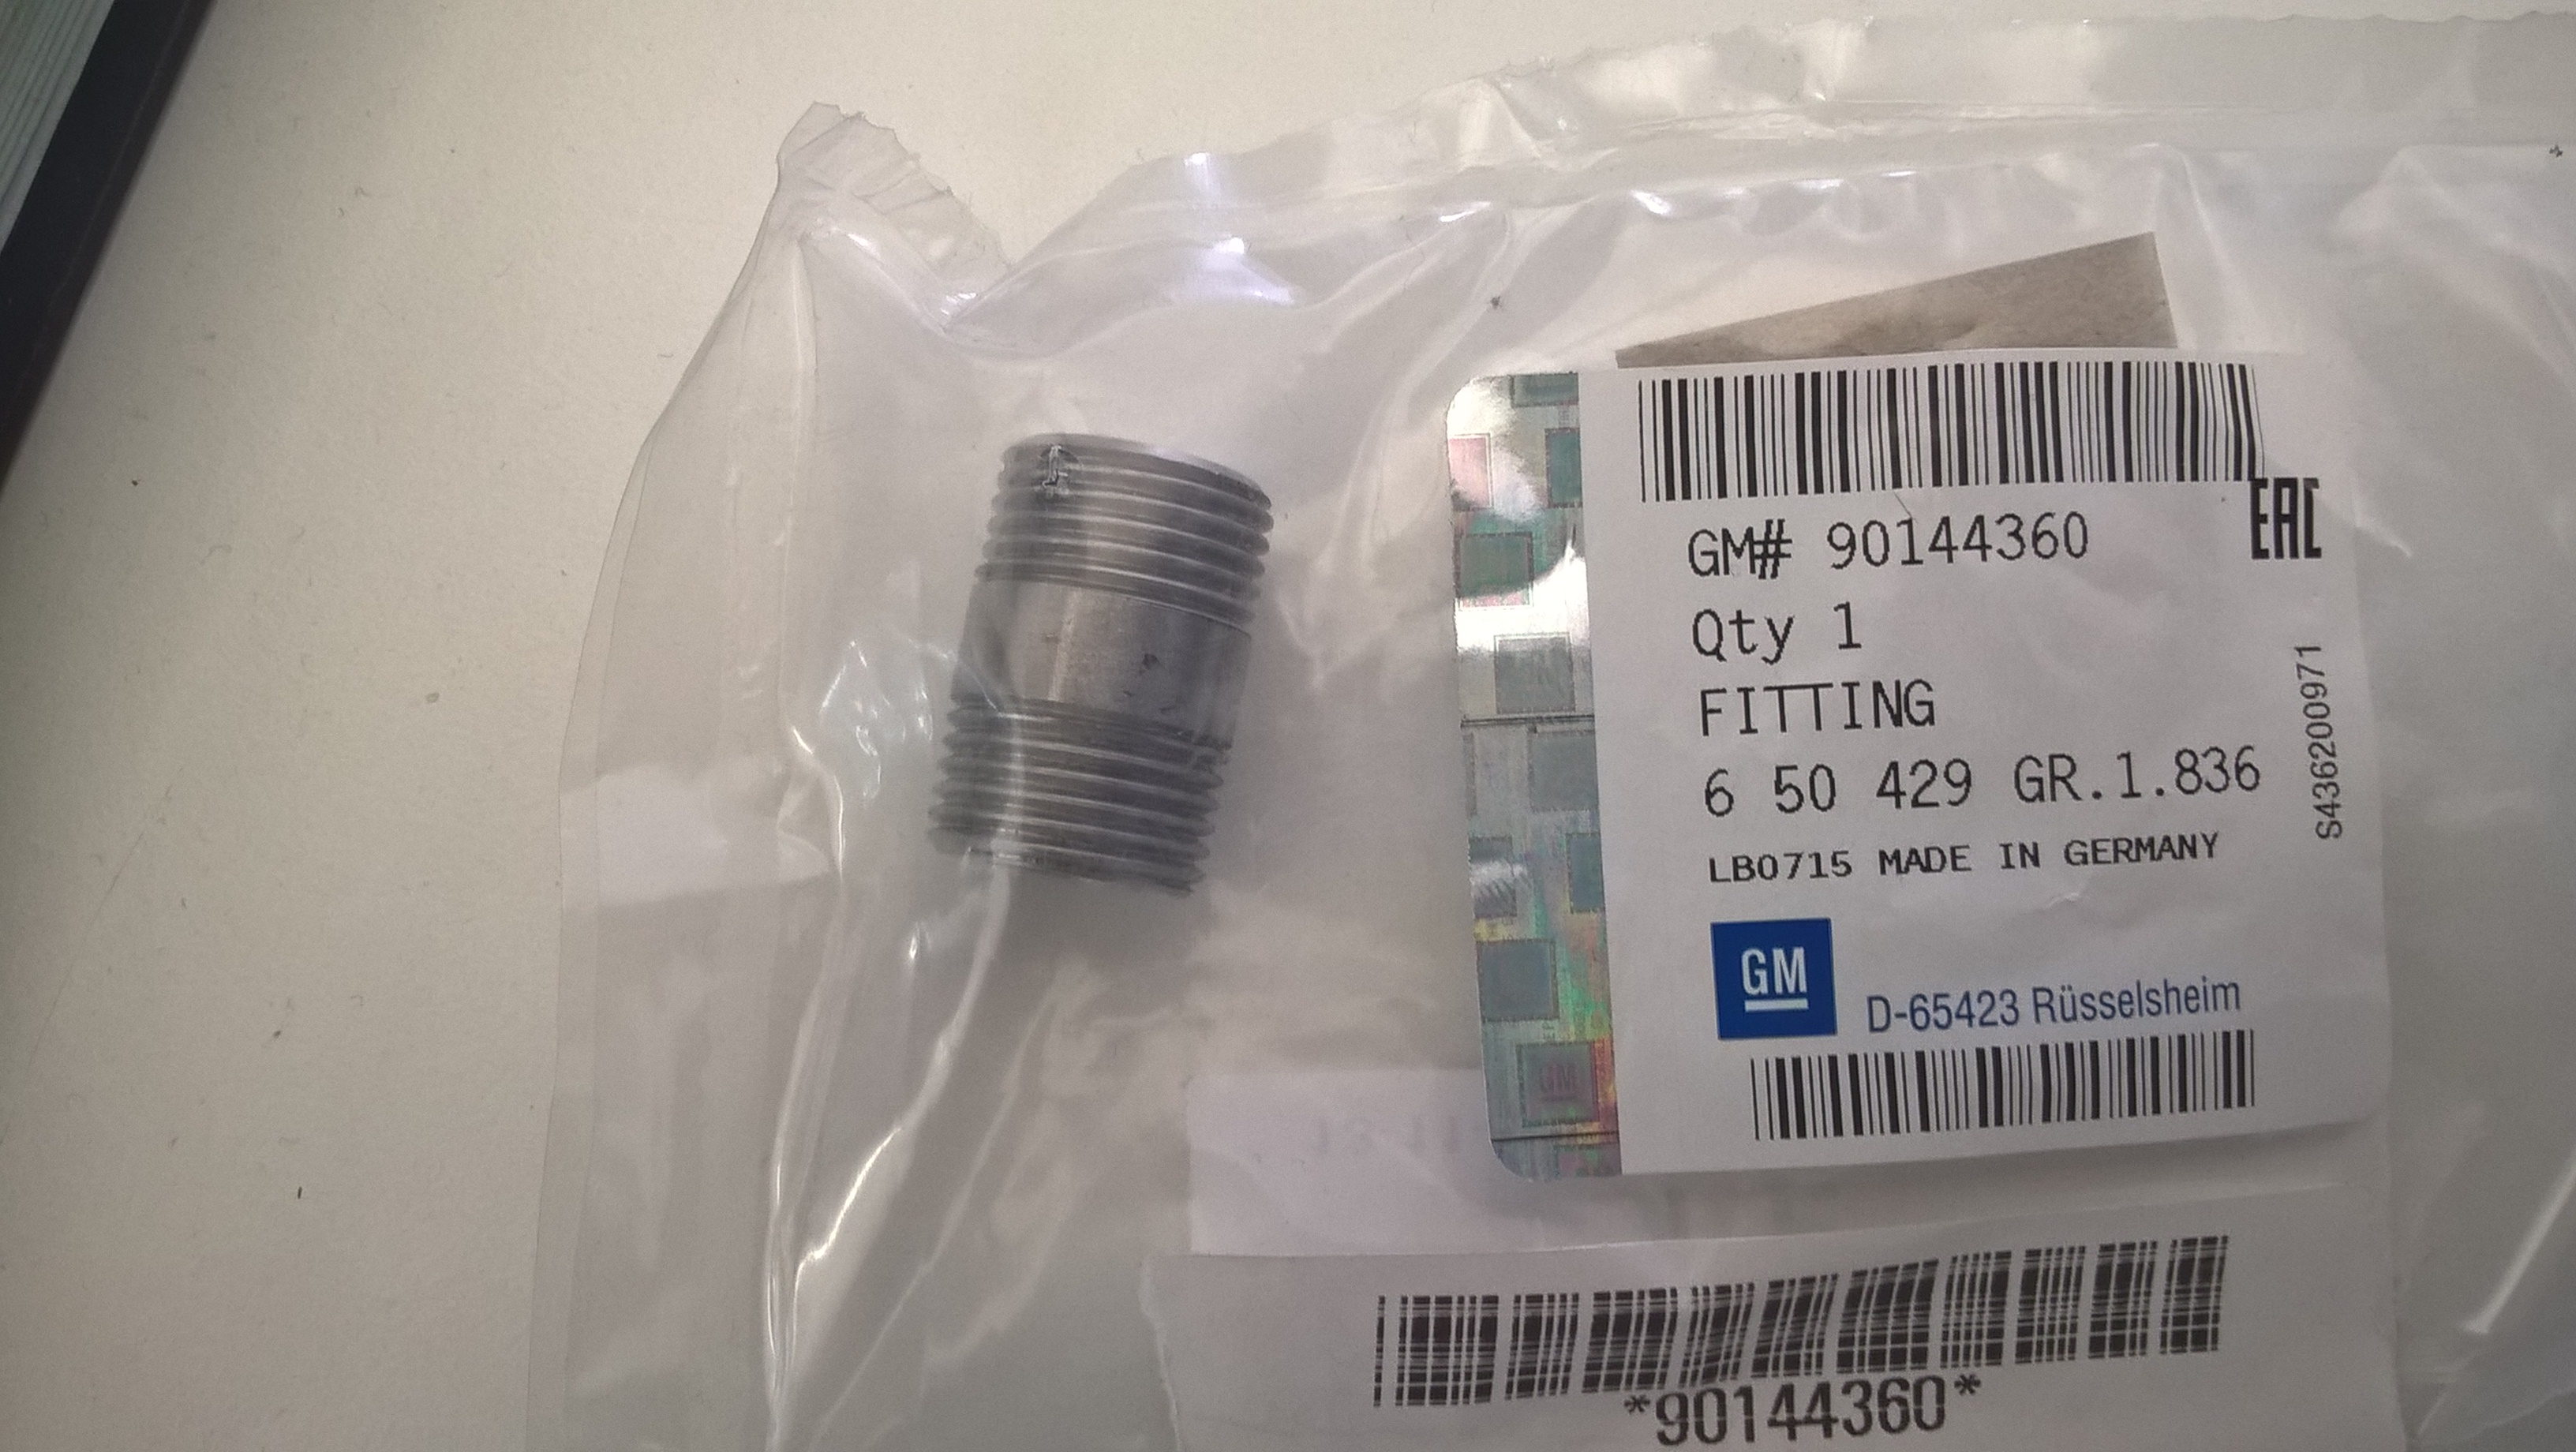 GM# 90144360
EAC
Qty 1
FITTING
6 50 429 GR.1.836
LB0715 MADE IN GERMANY
S436200971
GM
D-65423 Rüsselsheim
GM
*90144360*